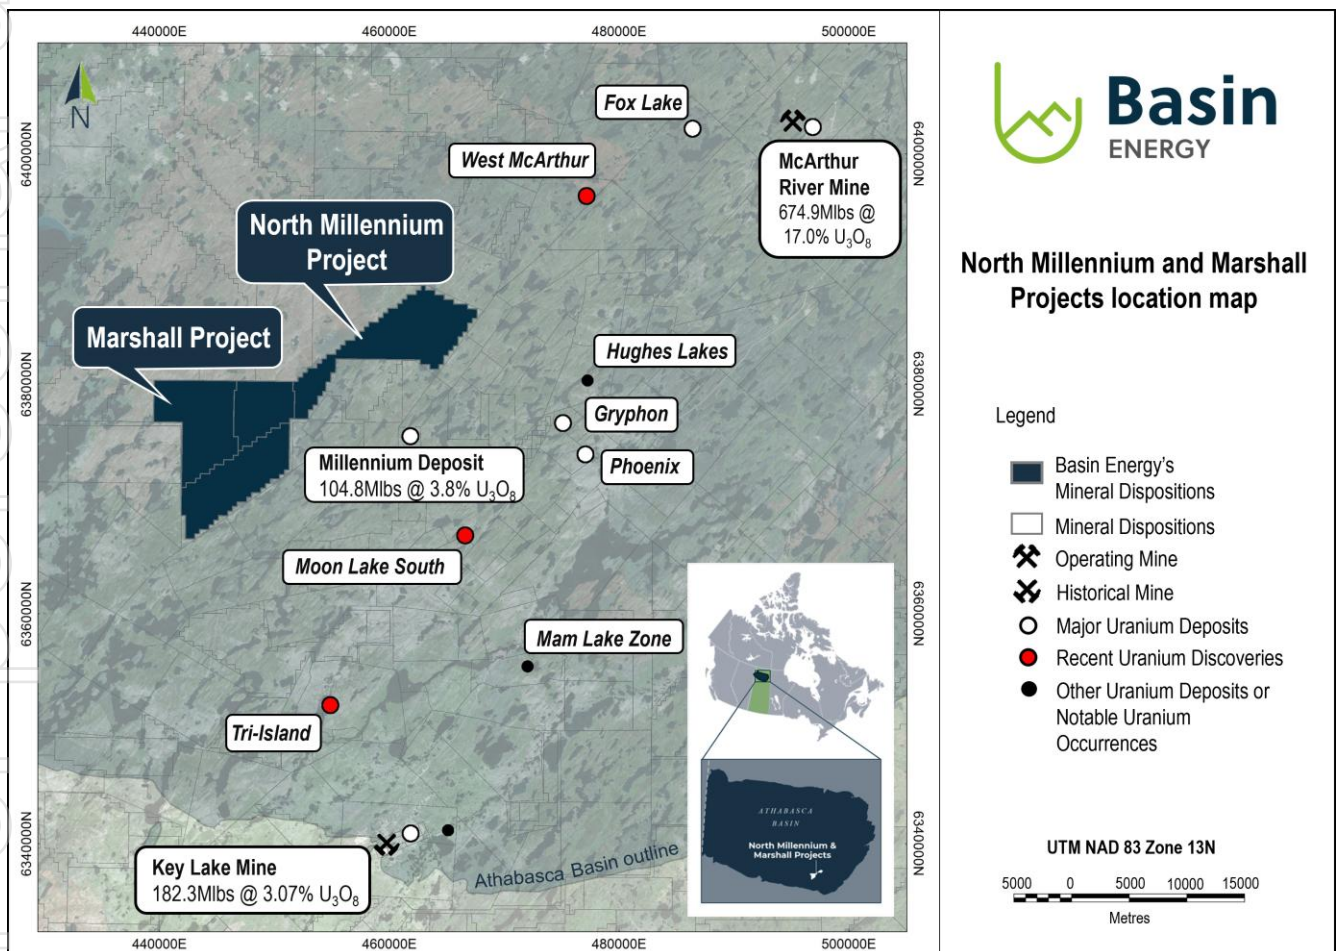 440000E
460000E
480000E
500000E
6400000N
6380000N
6360000N
6340000N
N
Fox Lake
West McArthur
McArthur
River Mine
674.9Mlbs @
17.0% U₃O₈
North Millennium
Project
Marshall Project
Hughes Lakes
Gryphon
Phoenix
Millennium Deposit
104.8Mlbs @ 3.8% U₃O₈
Moon Lake South
Mam Lake Zone
Tri-Island
Key Lake Mine
182.3Mlbs @ 3.07% U₃O₈
Athabasca Basin outline
ATHABASCA
BASIN
North Millennium &
Marshall Projects
6400000N
6380000N
6360000N
6340000N
440000E
460000E
480000E
500000E
Basin
ENERGY
North Millennium and Marshall
Projects location map
Legend
Basin Energy's
Mineral Dispositions
Mineral Dispositions
Operating Mine
Historical Mine
Major Uranium Deposits
Recent Uranium Discoveries
Other Uranium Deposits or
Notable Uranium
Occurrences
UTM NAD 83 Zone 13N
5000 0 5000 10000 15000
Metres